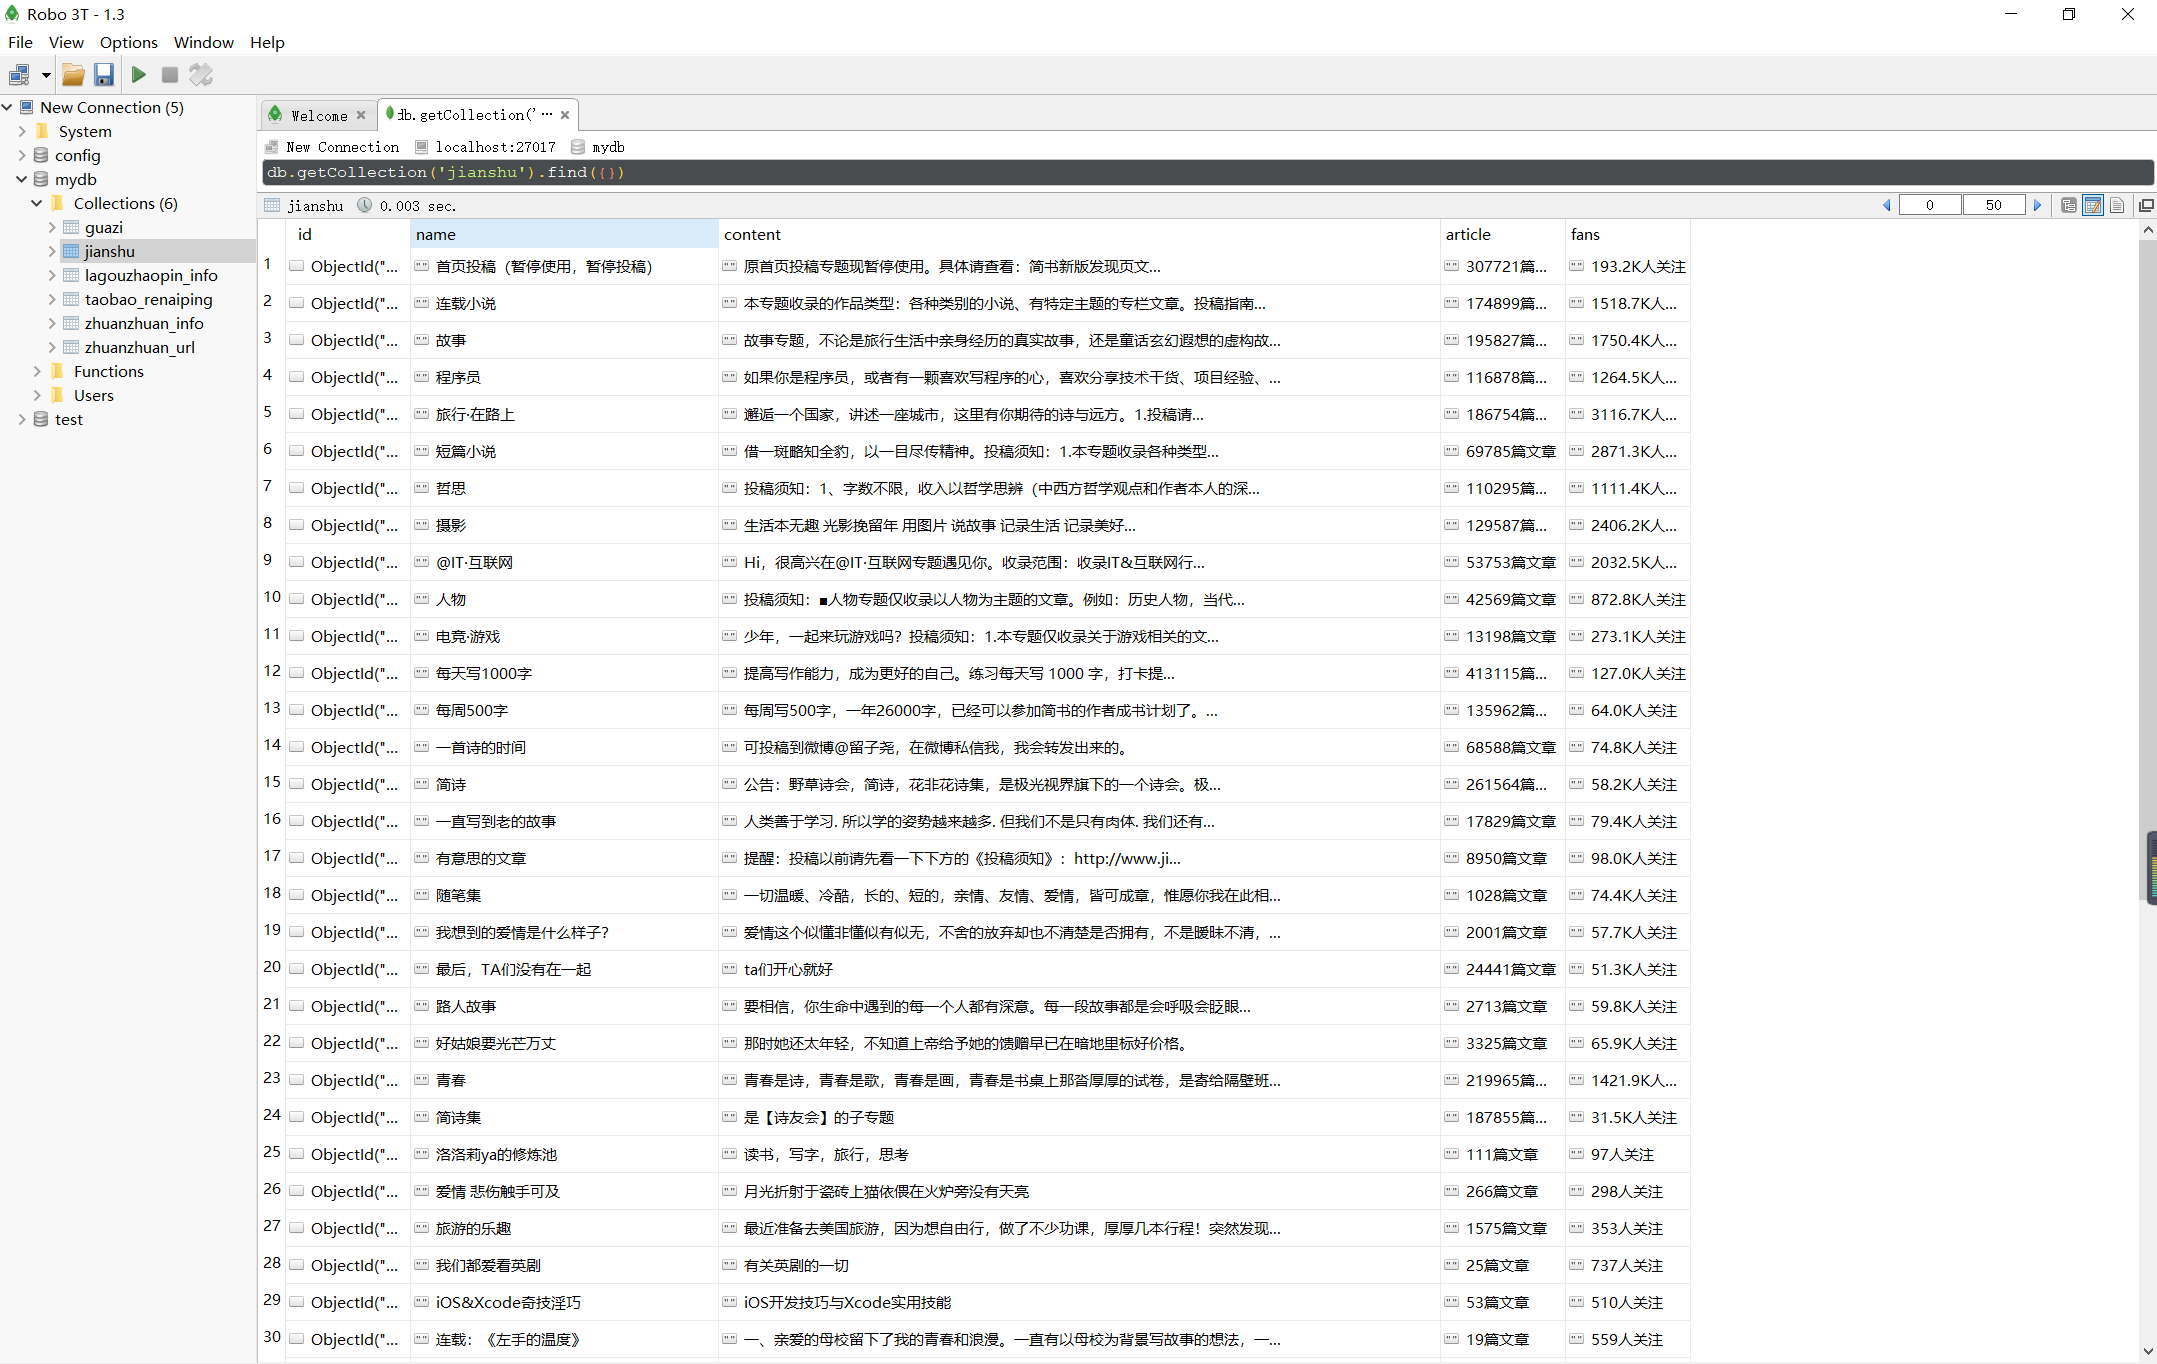 Robo 3T - 1.3
File View Options Window Help
New Connection (5)
System
config
mydb
Collections (6)
guazi
jianshu
lagouzhaopin_info
taobao_renaiping
zhuanzhuan_info
zhuanzhuan_url
Functions
Users
test
Welcome
db.getCollection('…
New Connection localhost:27017 mydb
db.getCollection('jianshu').find({})
jianshu 0.003 sec. 0 50
id name content article fans
1 ObjectId("... 首页投稿（暂停使用，暂停投稿） 原首页投稿专题现暂停使用。具体请查看：简书新版发现页文... 307721篇... 193.2K人关注
2 ObjectId("... 连载小说 本专题收录的作品类型：各种类别的小说、有特定主题的专栏文章。投稿指南... 174899篇... 1518.7K人...
3 ObjectId("... 故事 故事专题，不论是旅行生活中亲身经历的真实故事，还是童话玄幻遐想的虚构故... 195827篇... 1750.4K人...
4 ObjectId("... 程序员 如果你是程序员，或者有一颗喜欢写程序的心，喜欢分享技术干货、项目经验、... 116878篇... 1264.5K人...
5 ObjectId("... 旅行·在路上 邂逅一个国家，讲述一座城市，这里有你期待的诗与远方。1.投稿请... 186754篇... 3116.7K人...
6 ObjectId("... 短篇小说 借一斑略知全豹，以一目尽传精神。投稿须知：1.本专题收录各种类型... 69785篇文章 2871.3K人...
7 ObjectId("... 哲思 投稿须知：1、字数不限，收入以哲学思辨（中西方哲学观点和作者本人的深... 110295篇... 1111.4K人...
8 ObjectId("... 摄影 生活本无趣 光影挽留年 用图片 说故事 记录生活 记录美好... 129587篇... 2406.2K人...
9 ObjectId("... @IT·互联网 Hi，很高兴在@IT·互联网专题遇见你。收录范围：收录IT&互联网行... 53753篇文章 2032.5K人...
10 ObjectId("... 人物 投稿须知：■人物专题仅收录以人物为主题的文章。例如：历史人物，当代... 42569篇文章 872.8K人关注
11 ObjectId("... 电竞·游戏 少年，一起来玩游戏吗？投稿须知：1.本专题仅收录关于游戏相关的文... 13198篇文章 273.1K人关注
12 ObjectId("... 每天写1000字 提高写作能力，成为更好的自己。练习每天写 1000 字，打卡提... 413115篇... 127.0K人关注
13 ObjectId("... 每周500字 每周写500字，一年26000字，已经可以参加简书的作者成书计划了。... 135962篇... 64.0K人关注
14 ObjectId("... 一首诗的时间 可投稿到微博@留子尧，在微博私信我，我会转发出来的。 68588篇文章 74.8K人关注
15 ObjectId("... 简诗 公告：野草诗会，简诗，花非花诗集，是极光视界旗下的一个诗会。极... 261564篇... 58.2K人关注
16 ObjectId("... 一直写到老的故事 人类善于学习. 所以学的姿势越来越多. 但我们不是只有肉体. 我们还有... 17829篇文章 79.4K人关注
17 ObjectId("... 有意思的文章 提醒：投稿以前请先看一下下方的《投稿须知》：http://www.ji... 8950篇文章 98.0K人关注
18 ObjectId("... 随笔集 一切温暖、冷酷，长的、短的，亲情、友情、爱情，皆可成章，惟愿你我在此相... 1028篇文章 74.4K人关注
19 ObjectId("... 我想到的爱情是什么样子? 爱情这个似懂非懂似有似无，不舍的放弃却也不清楚是否拥有，不是暧昧不清，... 2001篇文章 57.7K人关注
20 ObjectId("... 最后，TA们没有在一起 ta们开心就好 24441篇文章 51.3K人关注
21 ObjectId("... 路人故事 要相信，你生命中遇到的每一个人都有深意。每一段故事都是会呼吸会眨眼... 2713篇文章 59.8K人关注
22 ObjectId("... 好姑娘要光芒万丈 那时她还太年轻，不知道上帝给予她的馈赠早已在暗地里标好价格。 3325篇文章 65.9K人关注
23 ObjectId("... 青春 青春是诗，青春是歌，青春是画，青春是书桌上那沓厚厚的试卷，是寄给隔壁班... 219965篇... 1421.9K人...
24 ObjectId("... 简诗集 是【诗友会】的子专题 187855篇... 31.5K人关注
25 ObjectId("... 洛洛莉ya的修炼池 读书，写字，旅行，思考 111篇文章 97人关注
26 ObjectId("... 爱情 悲伤触手可及 月光折射于瓷砖上猫依偎在火炉旁没有天亮 266篇文章 298人关注
27 ObjectId("... 旅游的乐趣 最近准备去美国旅游，因为想自由行，做了不少功课，厚厚几本行程！突然发现... 1575篇文章 353人关注
28 ObjectId("... 我们都爱看英剧 有关英剧的一切 25篇文章 737人关注
29 ObjectId("... iOS&Xcode奇技淫巧 iOS开发技巧与Xcode实用技能 53篇文章 510人关注
30 ObjectId("... 连载：《左手的温度》 一、亲爱的母校留下了我的青春和浪漫。一直有以母校为背景写故事的想法，一... 19篇文章 559人关注